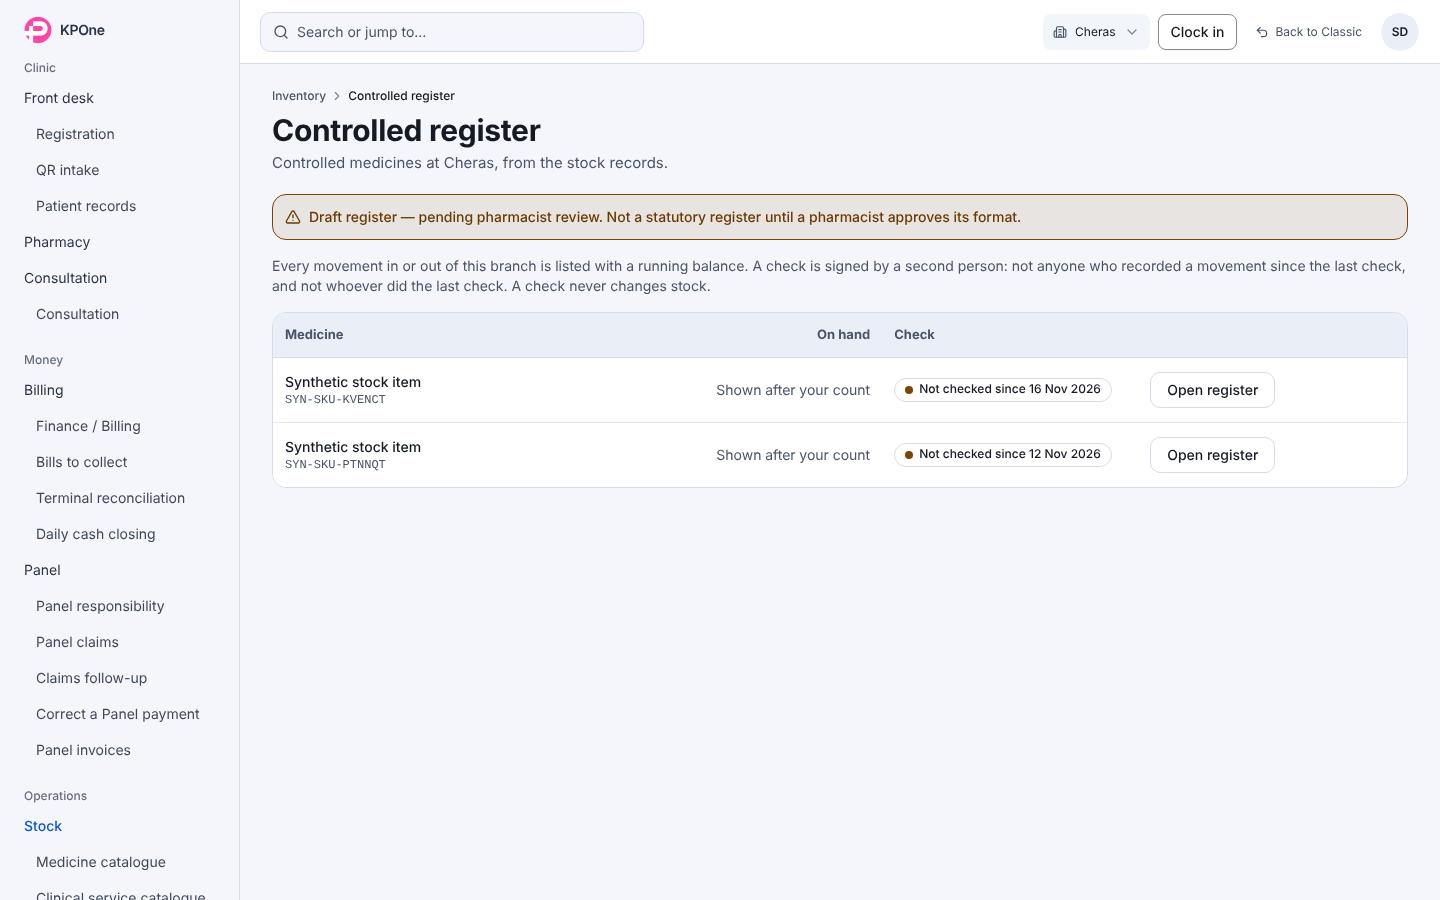 KPOne
Search or jump to...
Cheras
Clock in
Back to Classic
SD
Clinic
Front desk
Registration
QR intake
Patient records
Pharmacy
Consultation
Consultation
Money
Billing
Finance / Billing
Bills to collect
Terminal reconciliation
Daily cash closing
Panel
Panel responsibility
Panel claims
Claims follow-up
Correct a Panel payment
Panel invoices
Operations
Stock
Medicine catalogue
Clinical service catalogue
Inventory > Controlled register
Controlled register
Controlled medicines at Cheras, from the stock records.
Draft register — pending pharmacist review. Not a statutory register until a pharmacist approves its format.
Every movement in or out of this branch is listed with a running balance. A check is signed by a second person: not anyone who recorded a movement since the last check,
and not whoever did the last check. A check never changes stock.
Medicine On hand Check
Synthetic stock item
SYN-SKU-KVENCT
Shown after your count Not checked since 16 Nov 2026 Open register
Synthetic stock item
SYN-SKU-PTNNQT
Shown after your count Not checked since 12 Nov 2026 Open register